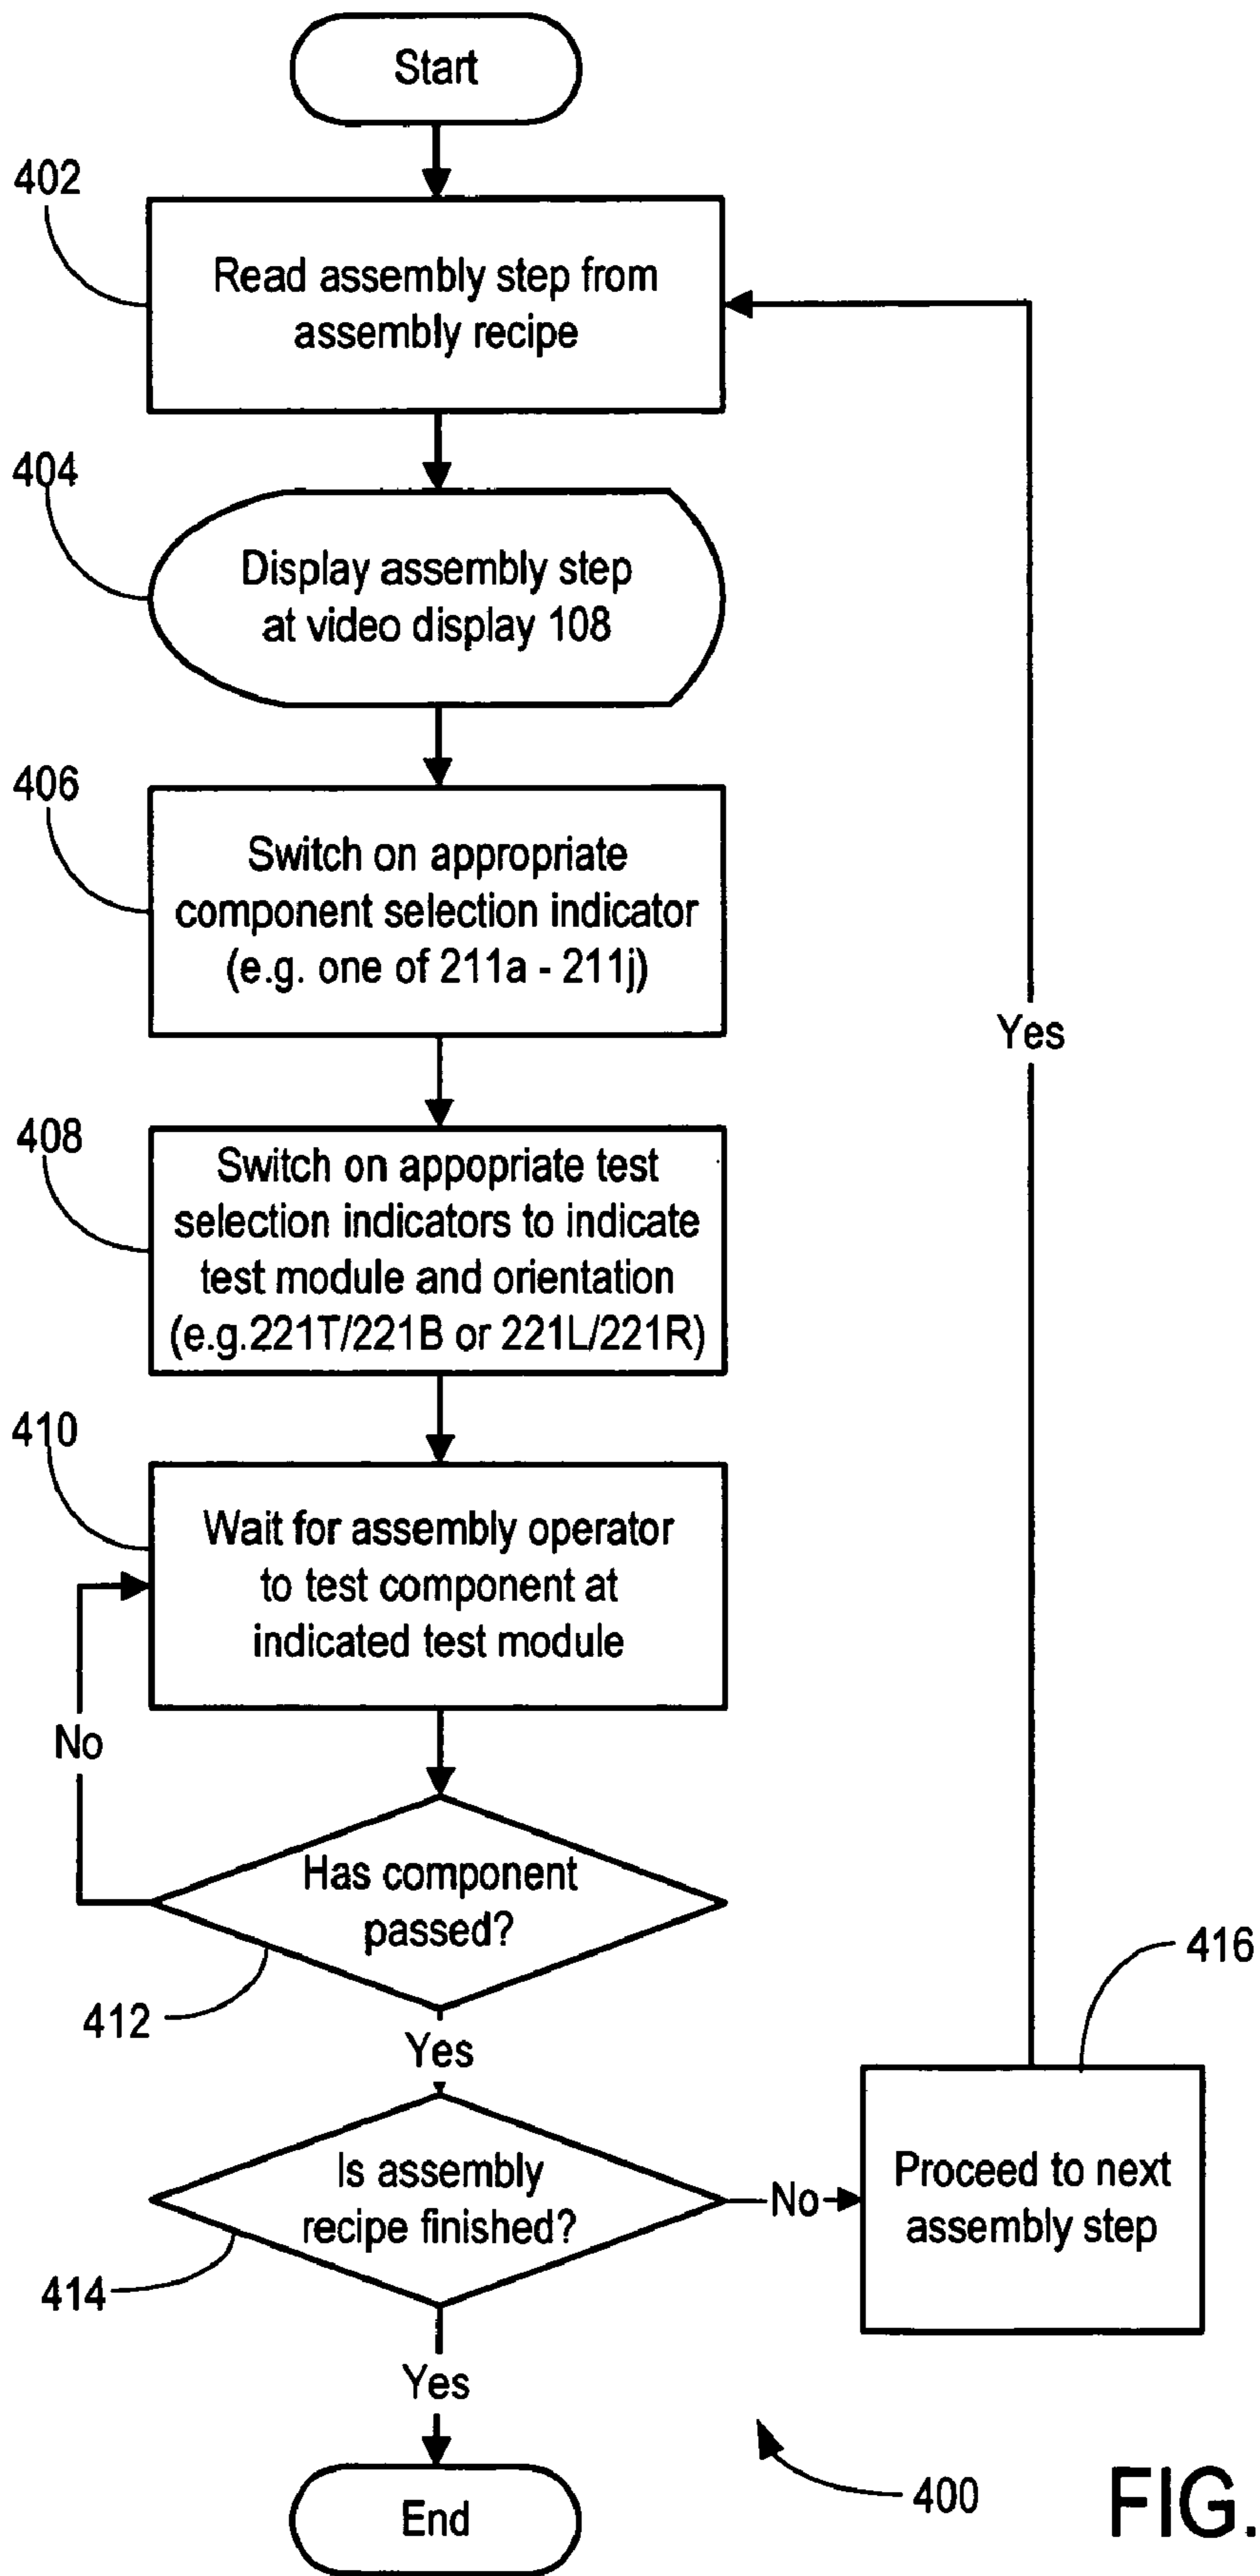 Start
402
Read assembly step from
assembly recipe
404
Display assembly step
at video display 108
406
Switch on appropriate
component selection indicator
(e.g. one of 211a - 211j)
Yes
408
Switch on appopriate test
selection indicators to indicate
test module and orientation
(e.g.221T/221B or 221L/221R)
410
Wait for assembly operator
to test component at
indicated test module
No
Has component
passed?
412
416
Yes
Is assembly
recipe finished?
No
Proceed to next
assembly step
414
Yes
400
FIG.
End